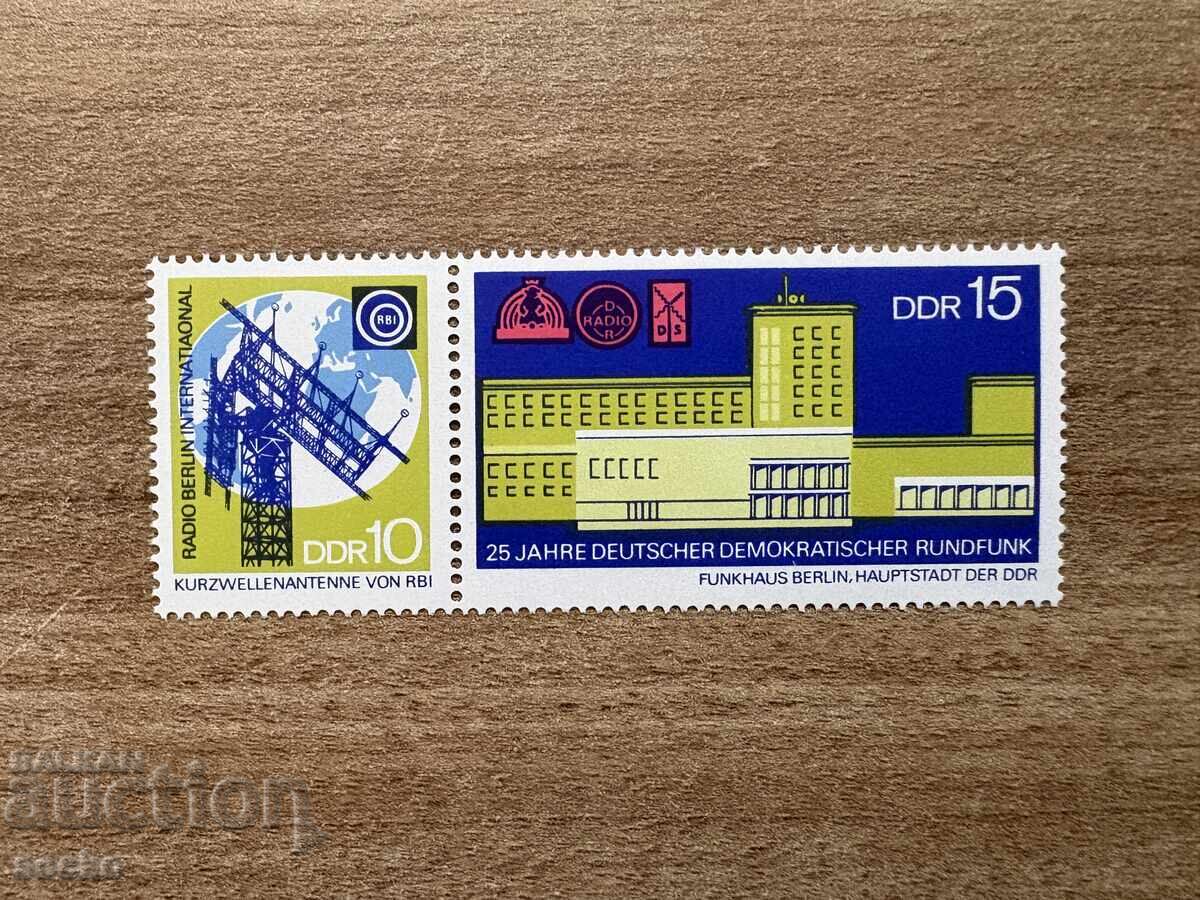 RADIO BERLIN INTERNATIAONAL
RBI
DDR 10
KURZWELLENANTENNE VON RBI
D
RADIO
R
D S
DDR 15
25 JAHRE DEUTSCHER DEMOKRATISCHER RUNDFUNK
FUNKHAUS BERLIN, HAUPTSTADT DER DDR
БALKAN
auction